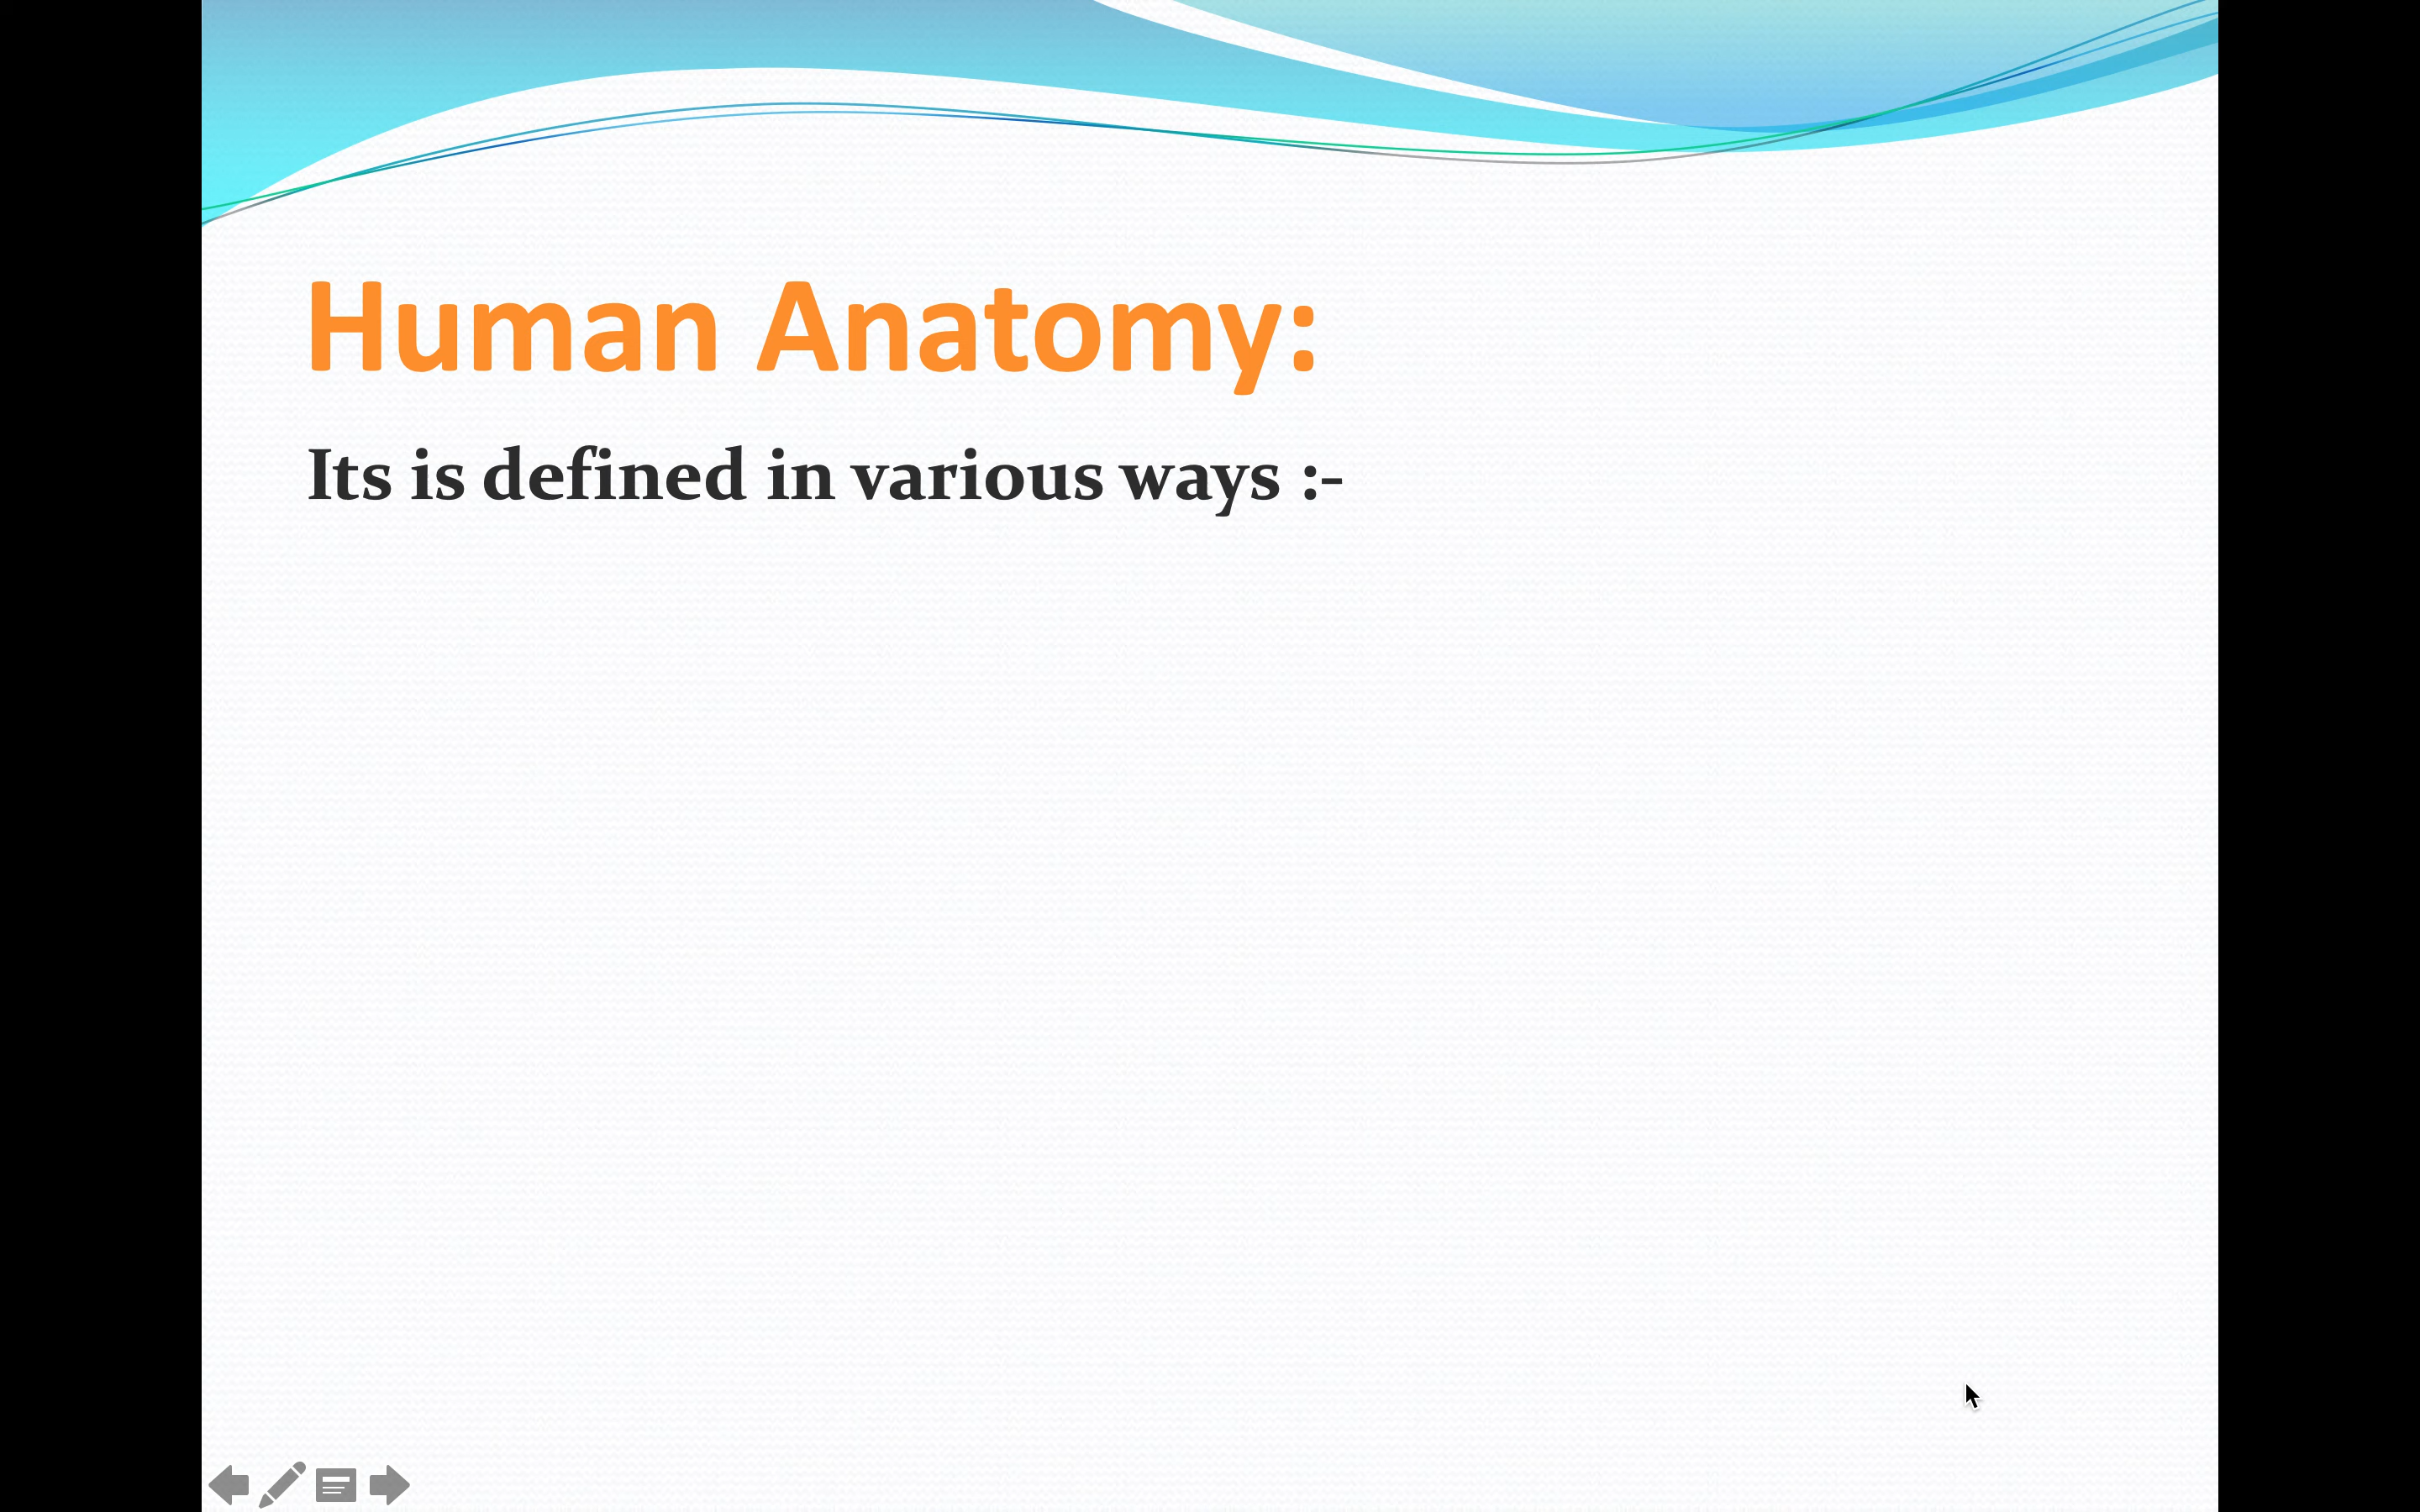 Human Anatomy:
Its is defined in various ways :-